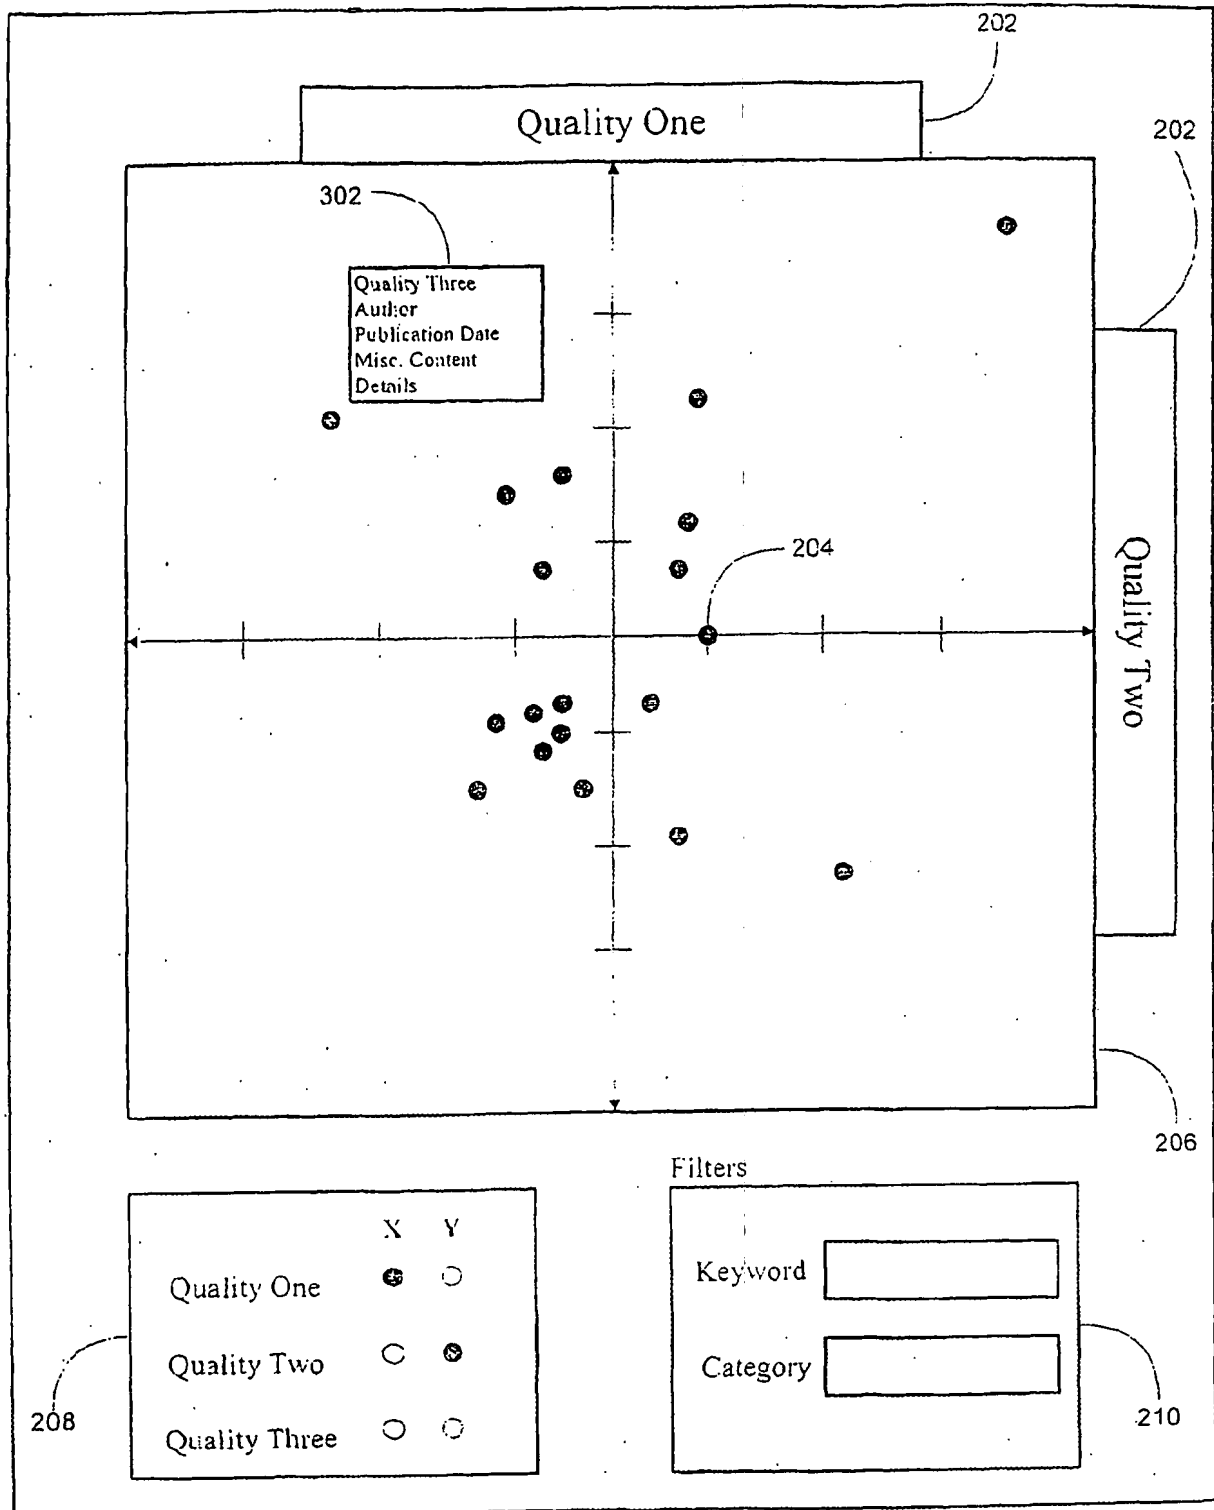 202
Quality One
202
302
Quality Three
Author
Publication Date
Misc. Content
Details
204
Quality Two
206
Filters
X Y
Quality One
Quality Two
Quality Three
208
Keyword
Category
210